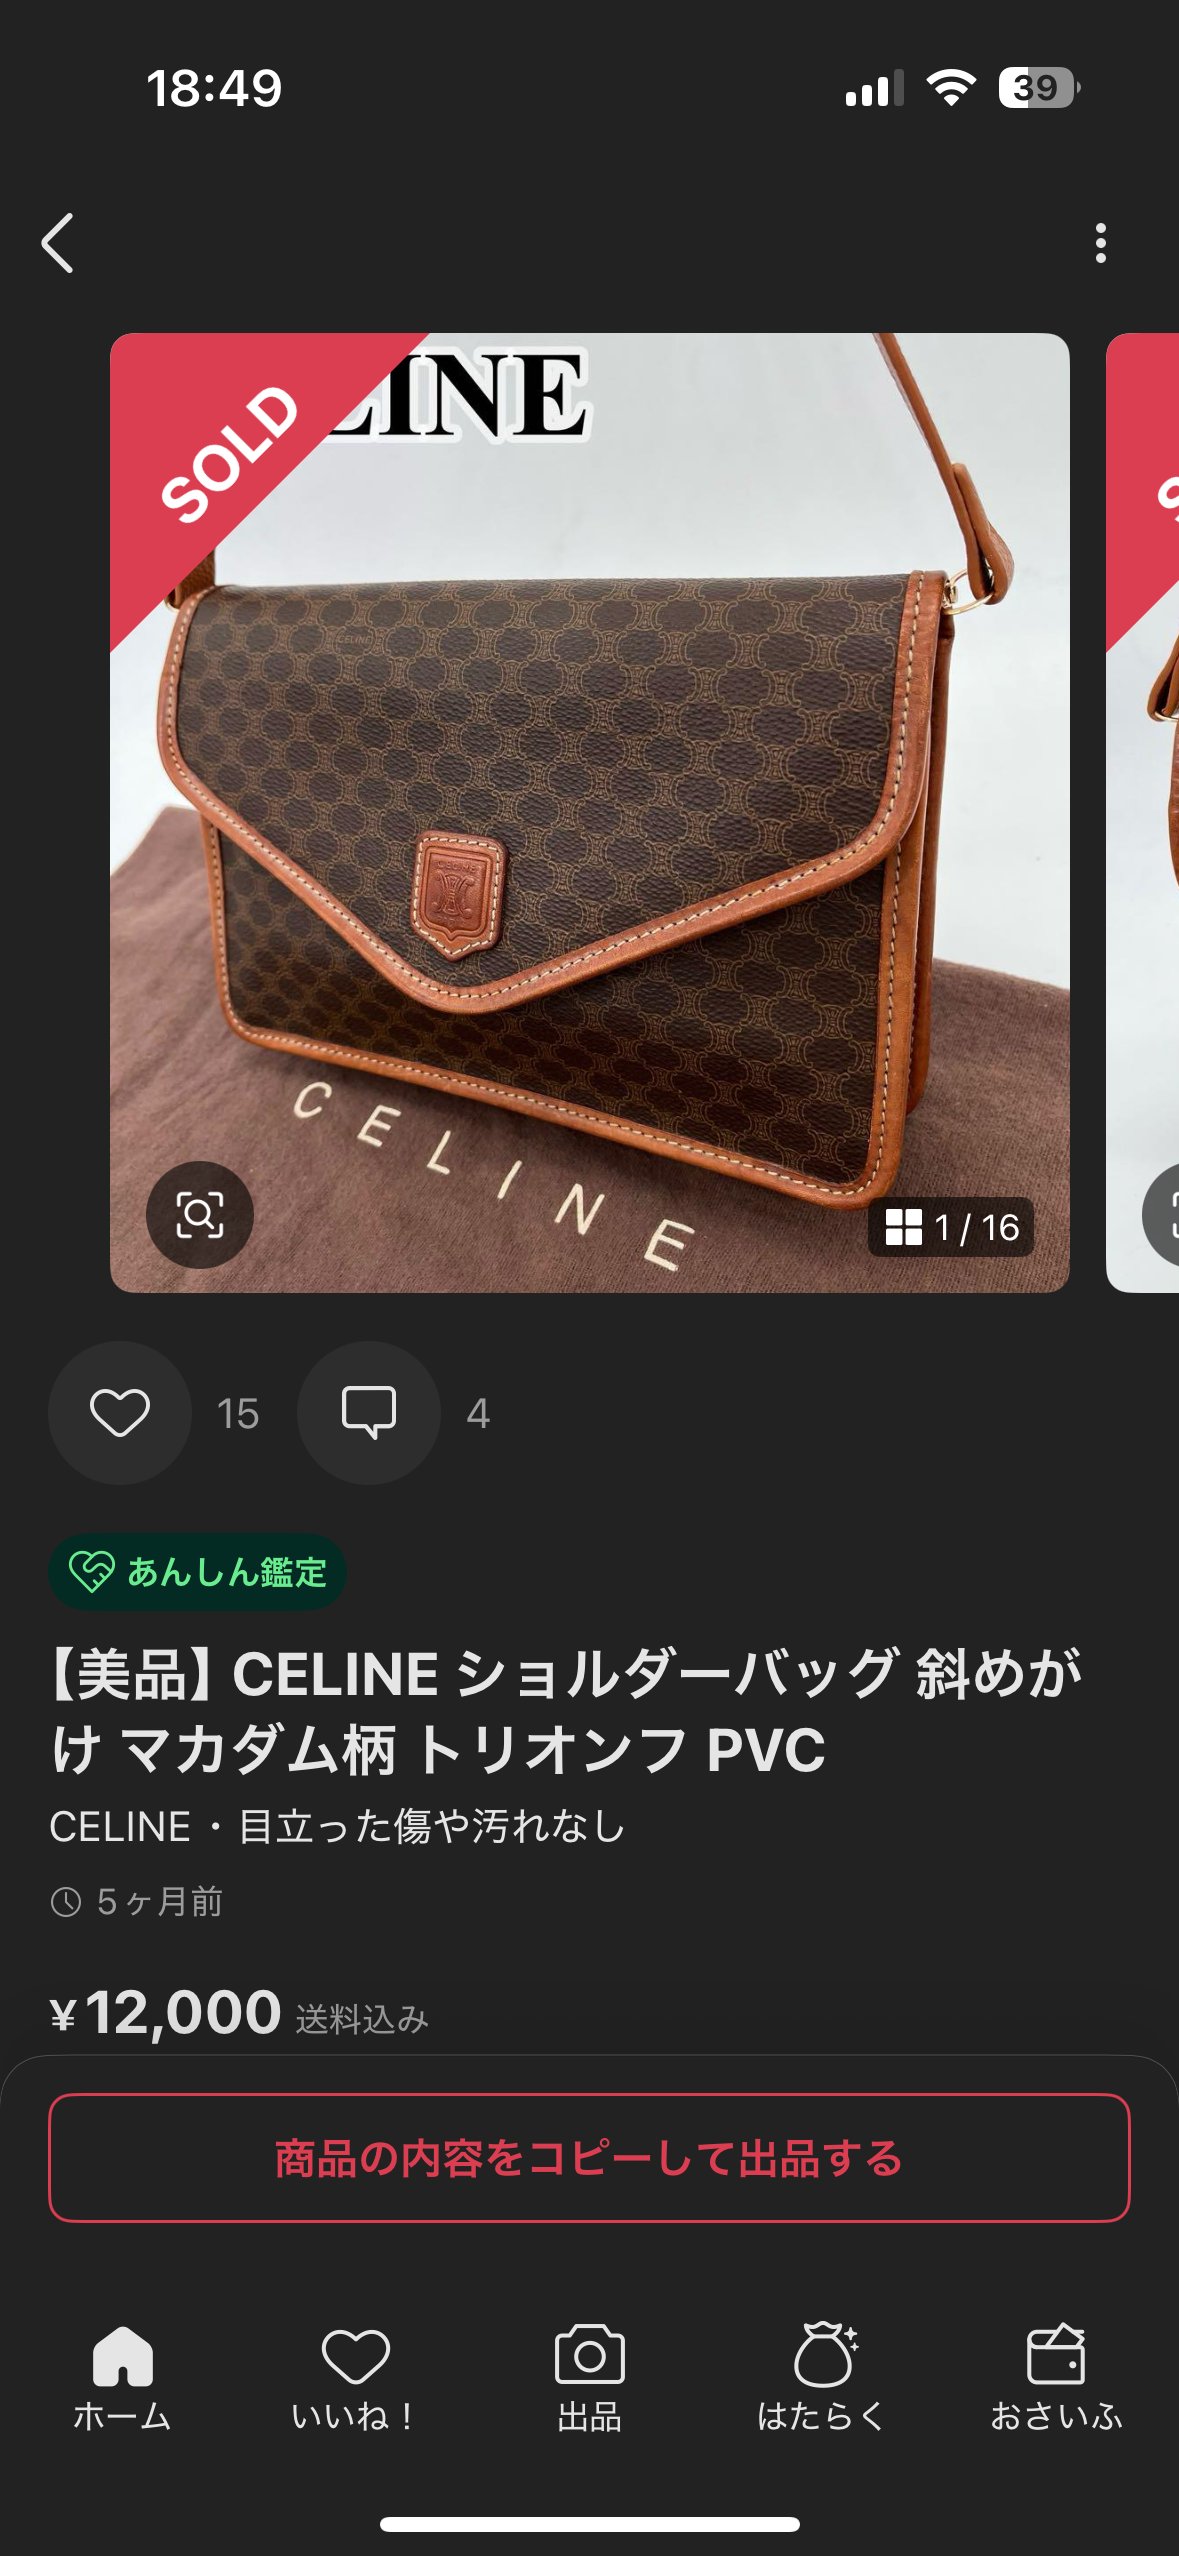 18:49
39
SOLD
LINE
CELINE
CELINE
CELINE
1 / 16
15
4
あんしん鑑定
【美品】CELINE ショルダーバッグ 斜めが
け マカダム柄 トリオンフ PVC
CELINE・目立った傷や汚れなし
5ヶ月前
¥12,000 送料込み
商品の内容をコピーして出品する
ホーム
いいね！
出品
はたらく
おさいふ